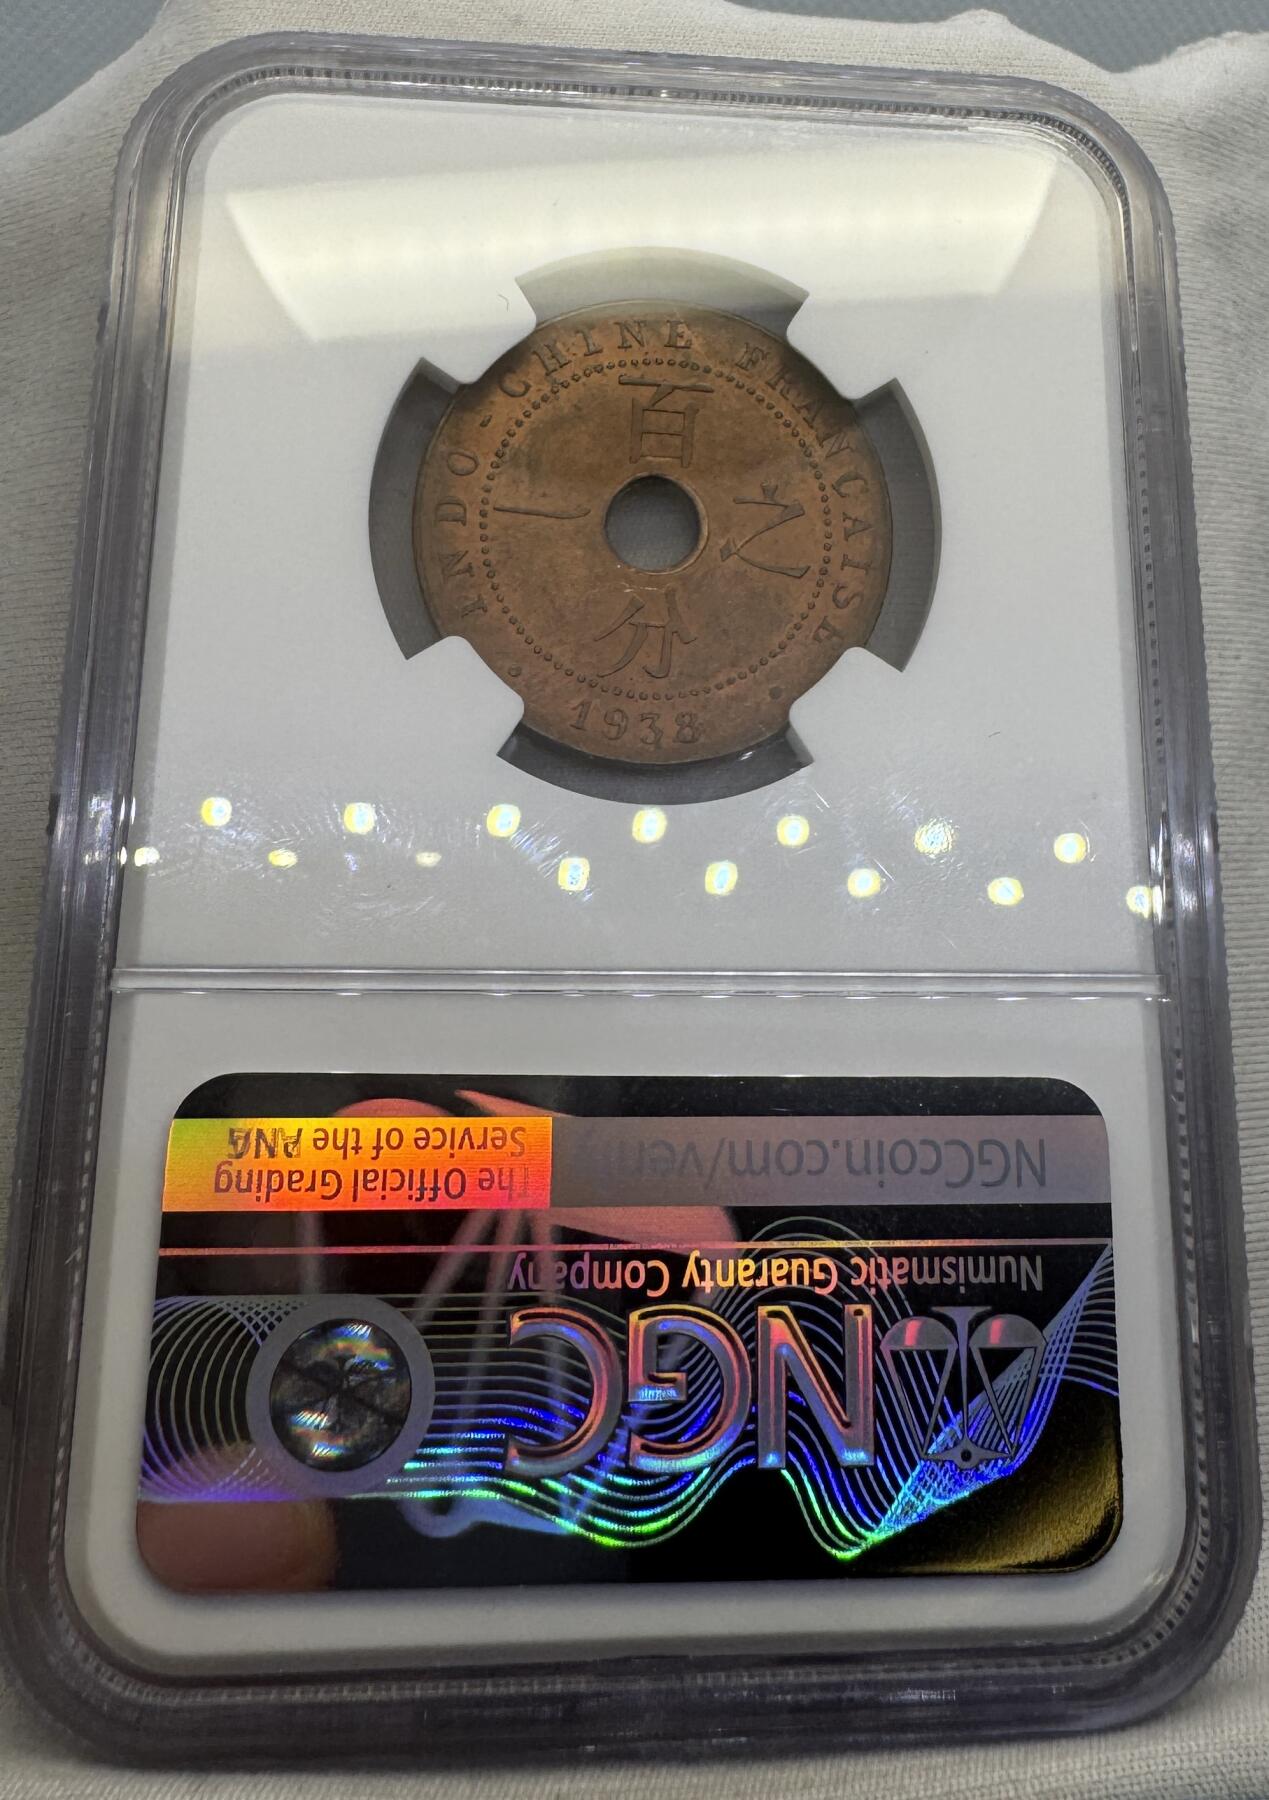 INDO-CHINE FRANÇAISE
百
一 之
分
1938
NGCcoin.com/verify
The Official Grading
Service of the ANA
Numismatic Guaranty Company
NGC